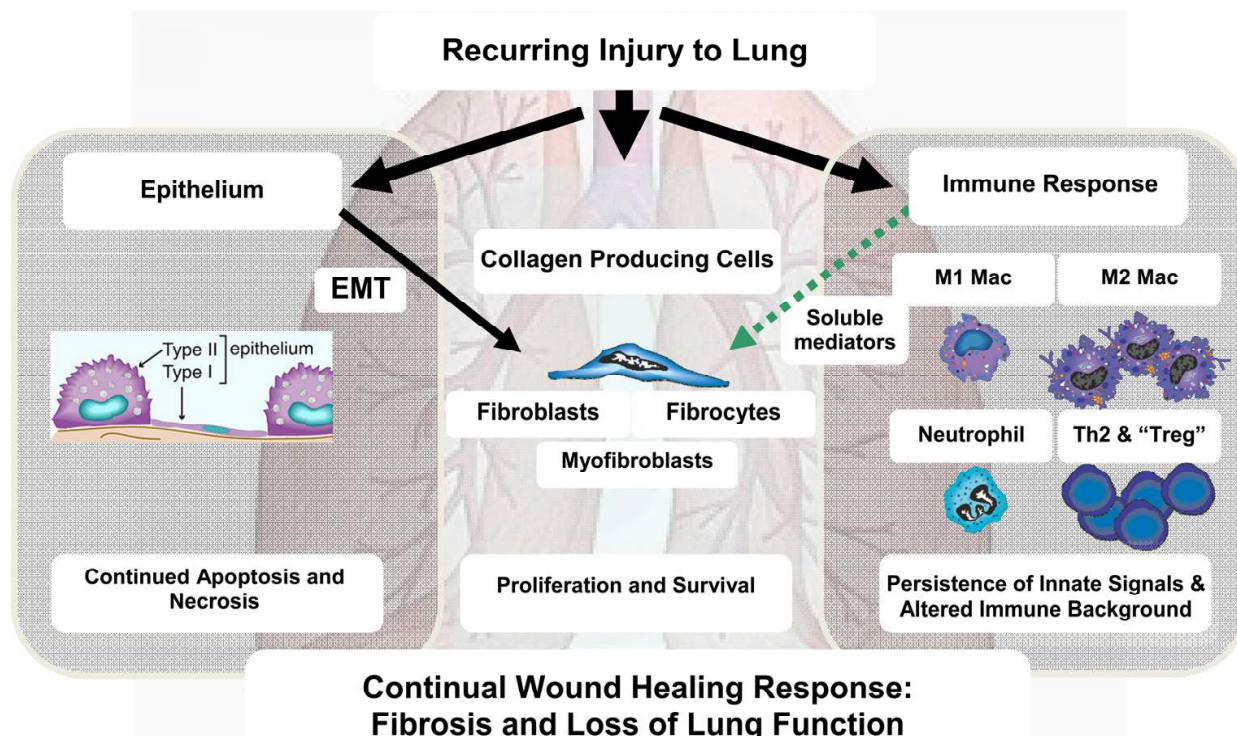 Recurring Injury to Lung
Epithelium
Immune Response
Collagen Producing Cells
EMT
M1 Mac
M2 Mac
Soluble
mediators
Type II
Type I
epithelium
Fibroblasts
Fibrocytes
Myofibroblasts
Neutrophil
Th2 & “Treg”
Continued Apoptosis and
Necrosis
Proliferation and Survival
Persistence of Innate Signals &
Altered Immune Background
Continual Wound Healing Response:
Fibrosis and Loss of Lung Function